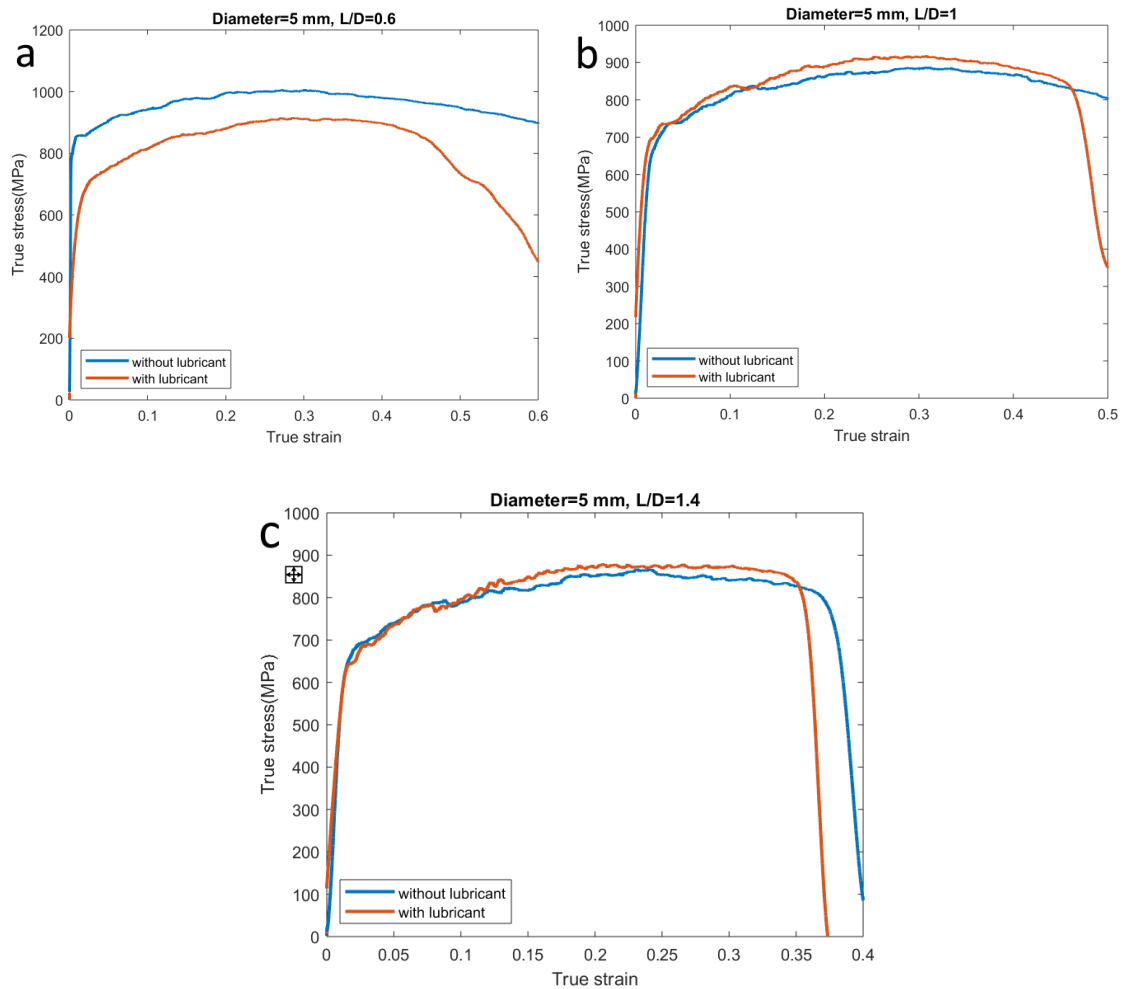 Diameter=5 mm, L/D=0.6
a
1200
1000
800
600
400
200
0
True stress(MPa)
without lubricant
with lubricant
0 0.1 0.2 0.3 0.4 0.5 0.6
True strain
Diameter=5 mm, L/D=1
b
1000
900
800
700
600
500
400
300
200
100
0
True stress(MPa)
without lubricant
with lubricant
0 0.1 0.2 0.3 0.4 0.5
True strain
Diameter=5 mm, L/D=1.4
c
1000
900
800
700
600
500
400
300
200
100
0
True stress(MPa)
without lubricant
with lubricant
0 0.05 0.1 0.15 0.2 0.25 0.3 0.35 0.4
True strain